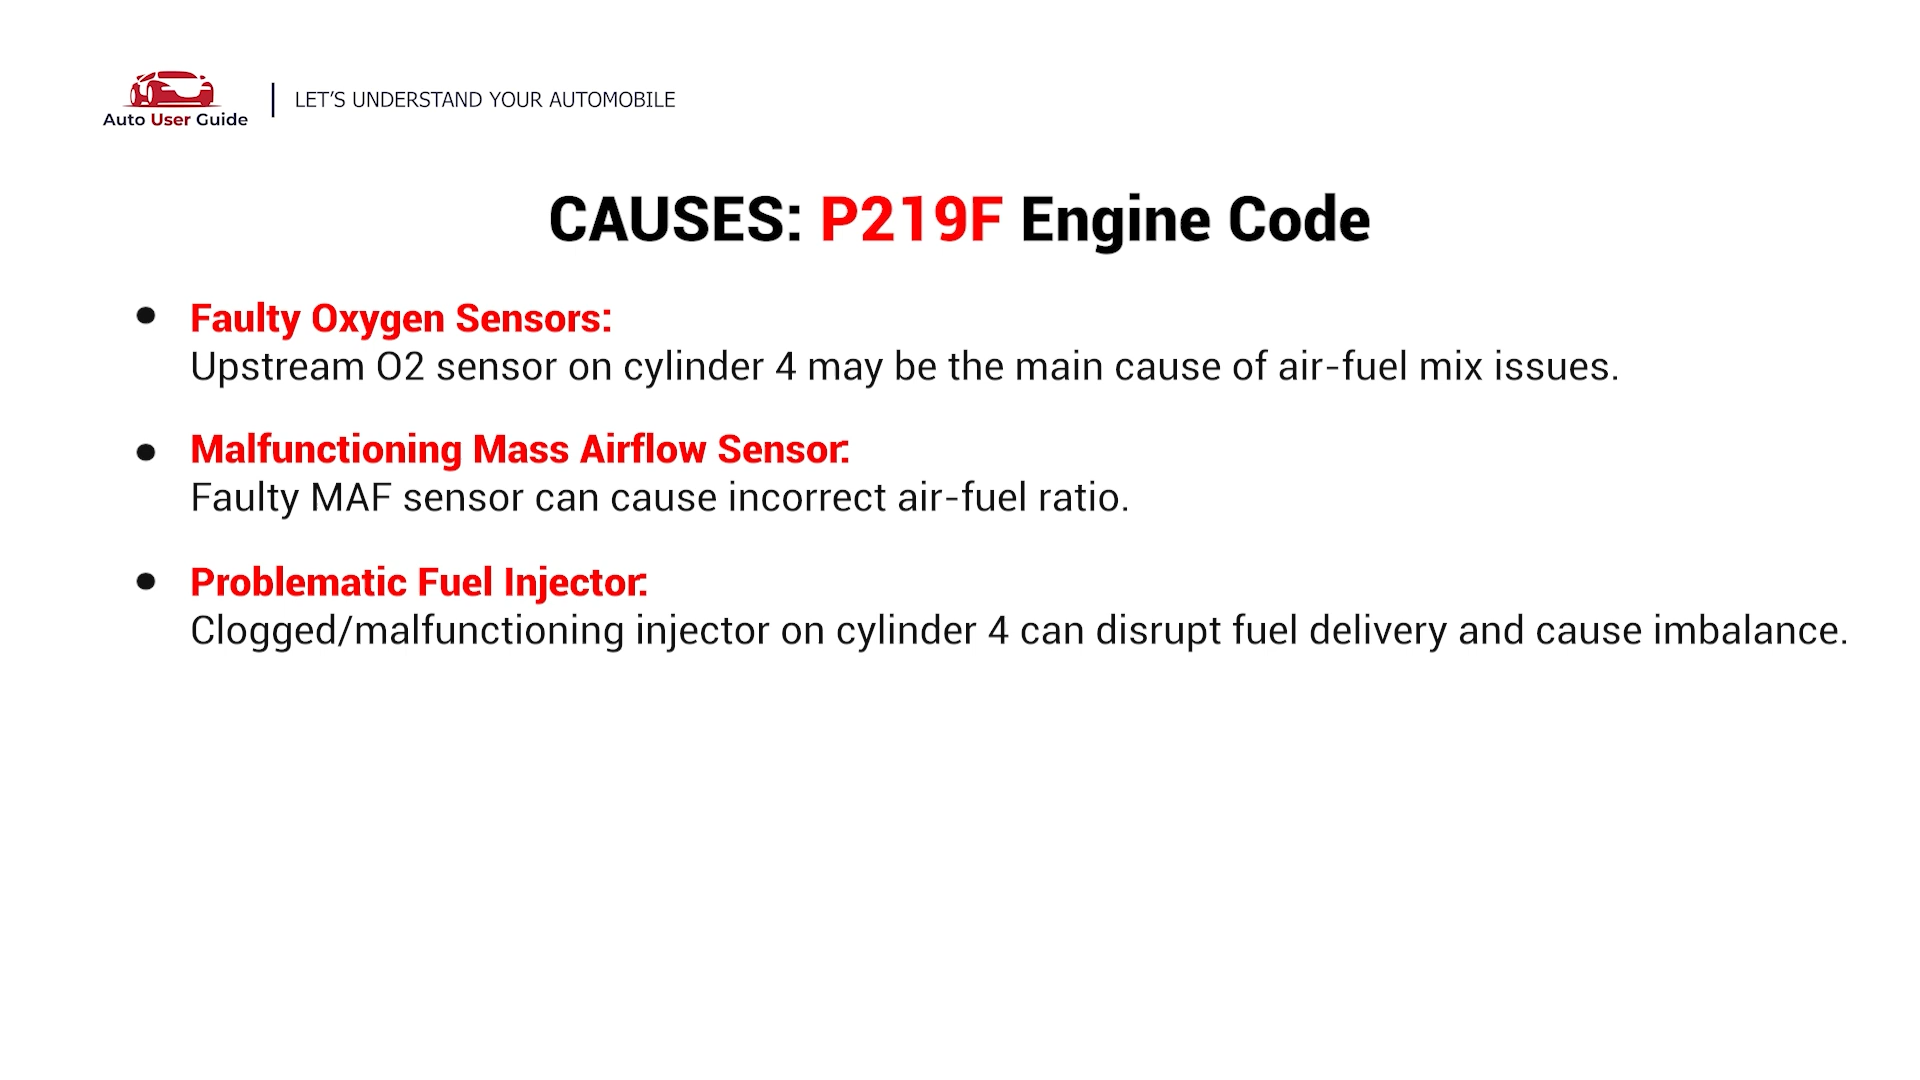 Auto User Guide
LET'S UNDERSTAND YOUR AUTOMOBILE
CAUSES: P219F Engine Code
Faulty Oxygen Sensors:
Upstream O2 sensor on cylinder 4 may be the main cause of air-fuel mix issues.
Malfunctioning Mass Airflow Sensor:
Faulty MAF sensor can cause incorrect air-fuel ratio.
Problematic Fuel Injector:
Clogged/malfunctioning injector on cylinder 4 can disrupt fuel delivery and cause imbalance.